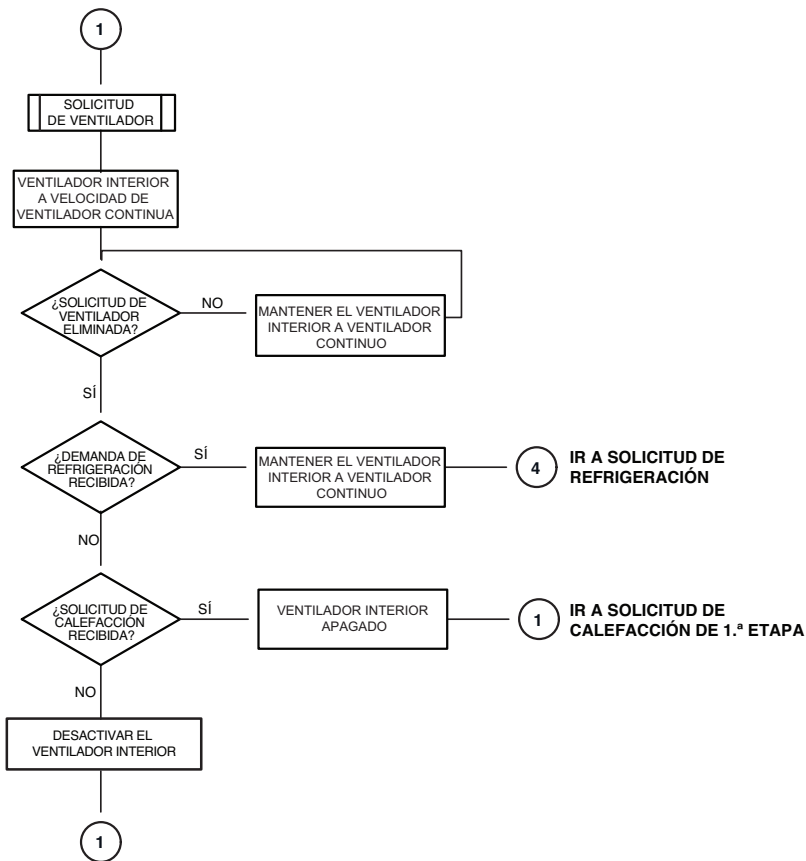 1
SOLICITUD
DE VENTILADOR
VENTILADOR INTERIOR
A VELOCIDAD DE
VENTILADOR CONTINUA
¿SOLICITUD DE
VENTILADOR
ELIMINADA?
NO
MANTENER EL VENTILADOR
INTERIOR A VENTILADOR
CONTINUO
SÍ
¿DEMANDA DE
REFRIGERACIÓN
RECIBIDA?
SÍ
MANTENER EL VENTILADOR
INTERIOR A VENTILADOR
CONTINUO
4
IR A SOLICITUD DE
REFRIGERACIÓN
NO
¿SOLICITUD DE
CALEFACCIÓN
RECIBIDA?
SÍ
VENTILADOR INTERIOR
APAGADO
1
IR A SOLICITUD DE
CALEFACCIÓN DE 1.ª ETAPA
NO
DESACTIVAR EL
VENTILADOR INTERIOR
1